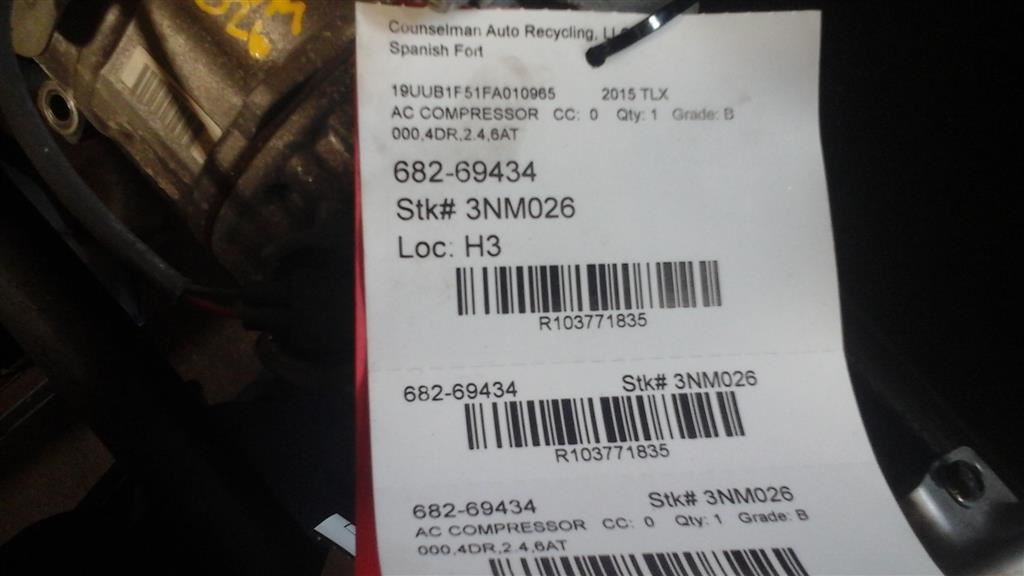 Counselman Auto Recycling,
Spanish Fort
19UUB1F51FA010965 2015 TLX
AC COMPRESSOR CC: 0 Qty: 1 Grade: B
000,4DR,2.4,6AT
682-69434
Stk# 3NM026
Loc: H3
R103771835
682-69434 Stk# 3NM026
R103771835
682-69434 Stk# 3NM026
AC COMPRESSOR CC: 0 Qty: 1 Grade: B
000,4DR,2.4,6AT